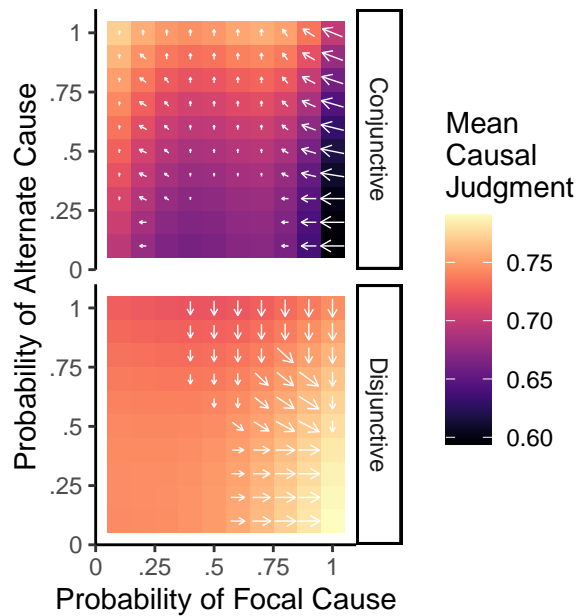 Probability of Alternate Cause
1
.75
.5
.25
0
Conjunctive
1
.75
.5
.25
0
Disjunctive
0
.25
.5
.75
1
Probability of Focal Cause
Mean
Causal
Judgment
0.75
0.70
0.65
0.60